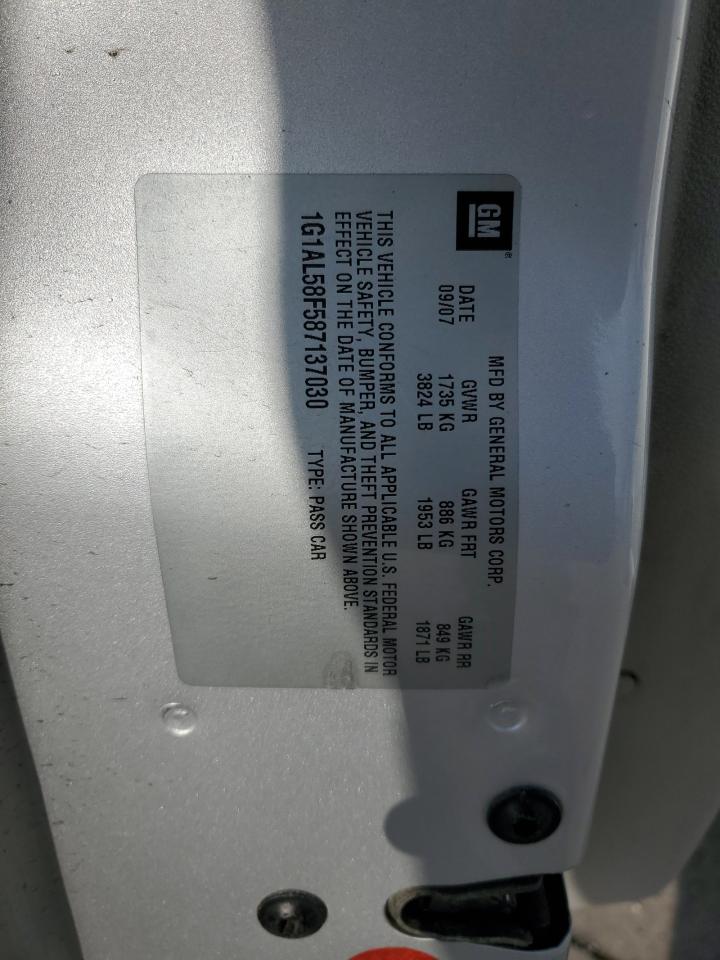 GM®
MFD BY GENERAL MOTORS CORP.
DATE GVWR GAWR FRT GAWR RR
09/07 1735 KG 886 KG 849 KG
3824 LB 1953 LB 1871 LB
THIS VEHICLE CONFORMS TO ALL APPLICABLE U.S. FEDERAL MOTOR
VEHICLE SAFETY, BUMPER, AND THEFT PREVENTION STANDARDS IN
EFFECT ON THE DATE OF MANUFACTURE SHOWN ABOVE.
1G1AL58F587137030 TYPE: PASS CAR